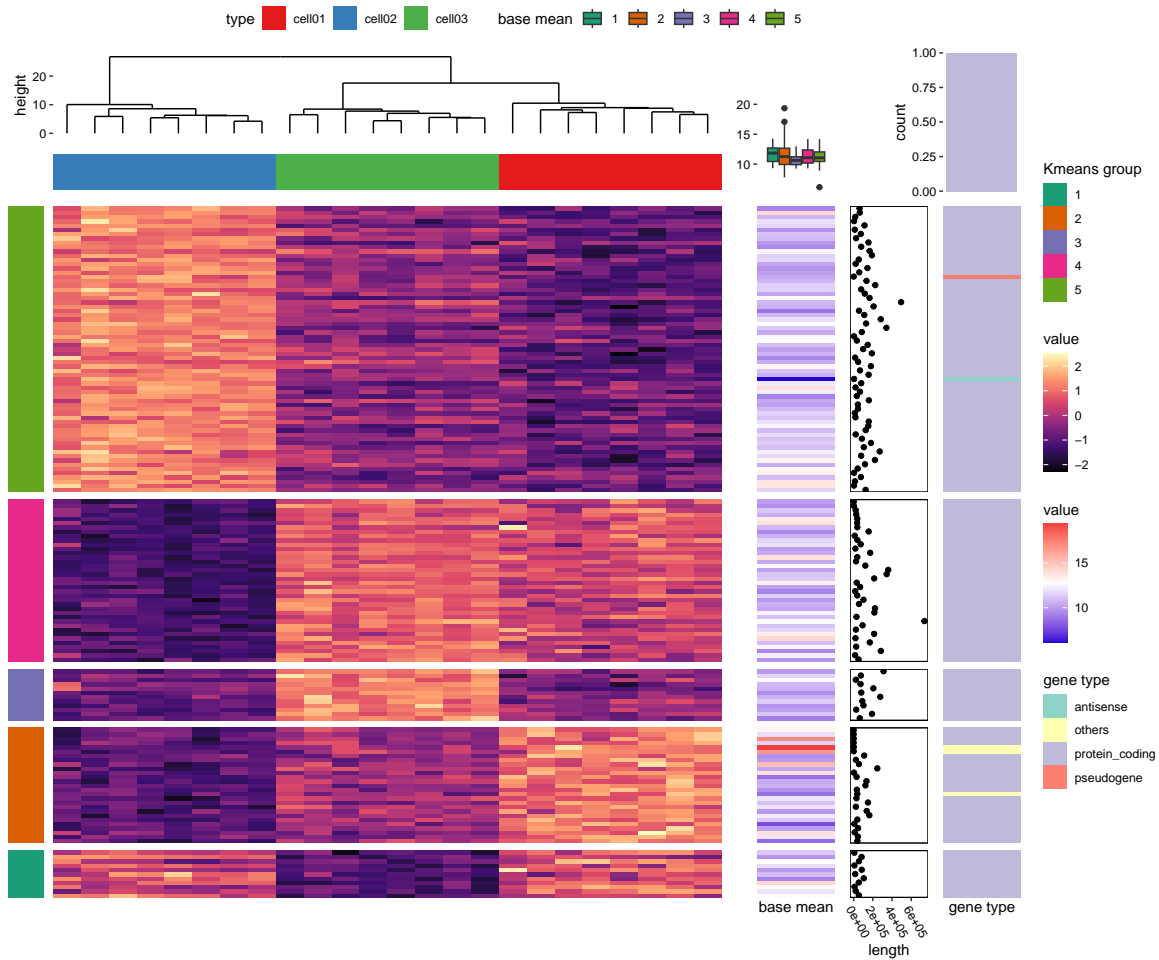 type cell01 cell02 cell03 base mean 1 2 3 4 5
height
20
10
0
20
15
10
count
1.00
0.75
0.50
0.25
0.00
Kmeans group
1
2
3
4
5
value
2
1
0
−1
−2
value
15
10
gene type
antisense
others
protein_coding
pseudogene
base mean
0e+00
2e+05
4e+05
6e+05
length
gene type